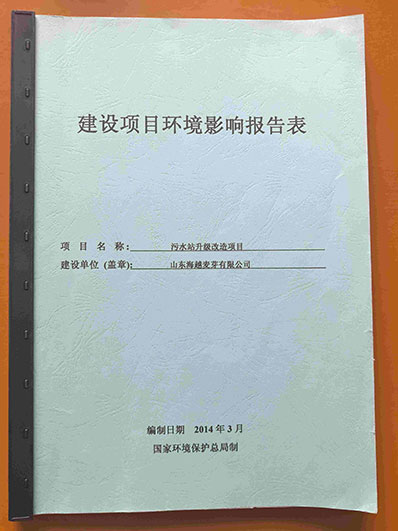 建设项目环境影响报告表
项目名称：污水站升级改造项目
建设单位(盖章)：山东海越麦芽有限公司
编制日期 2014年3月
国家环境保护总局制